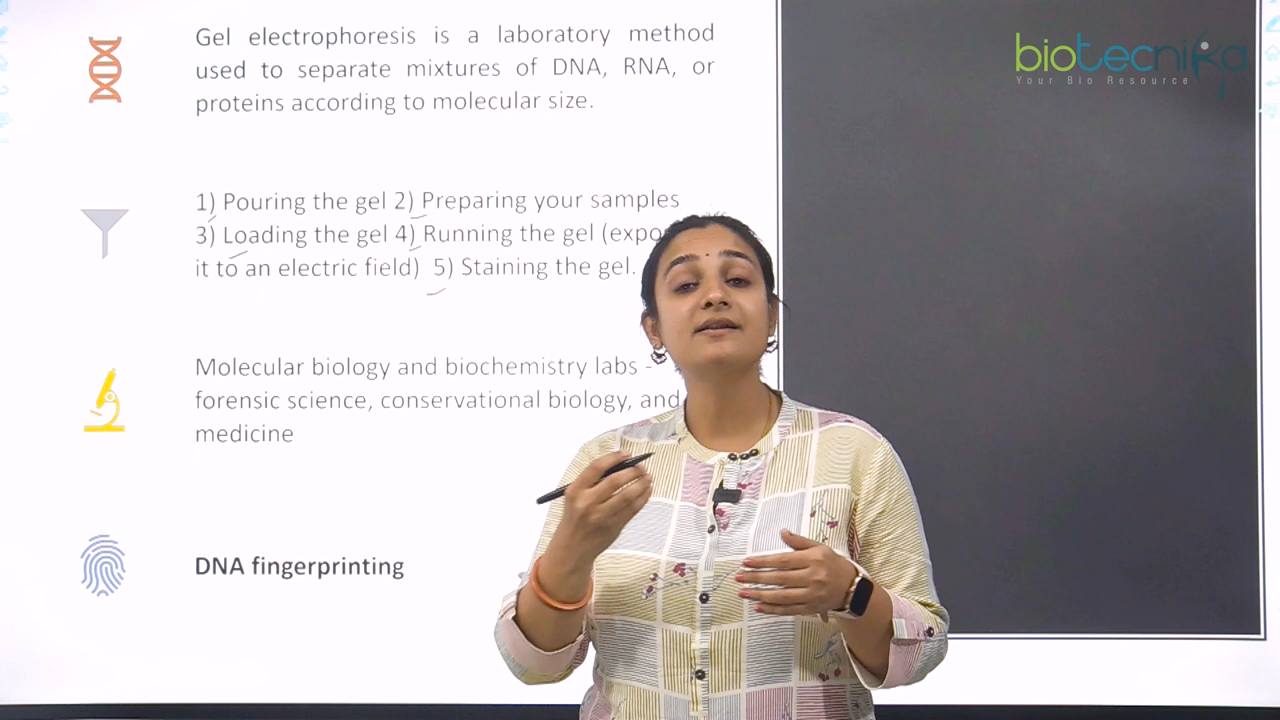 Gel electrophoresis is a laboratory method
used to separate mixtures of DNA, RNA, or
proteins according to molecular size.
1) Pouring the gel 2) Preparing your samples
3) Loading the gel 4) Running the gel
it to an electric field) 5) Staining the gel.
Molecular biology and biochemistry labs -
forensic science, conservational biology, and
medicine
DNA fingerprinting
biotecnika
Your Bio Resource